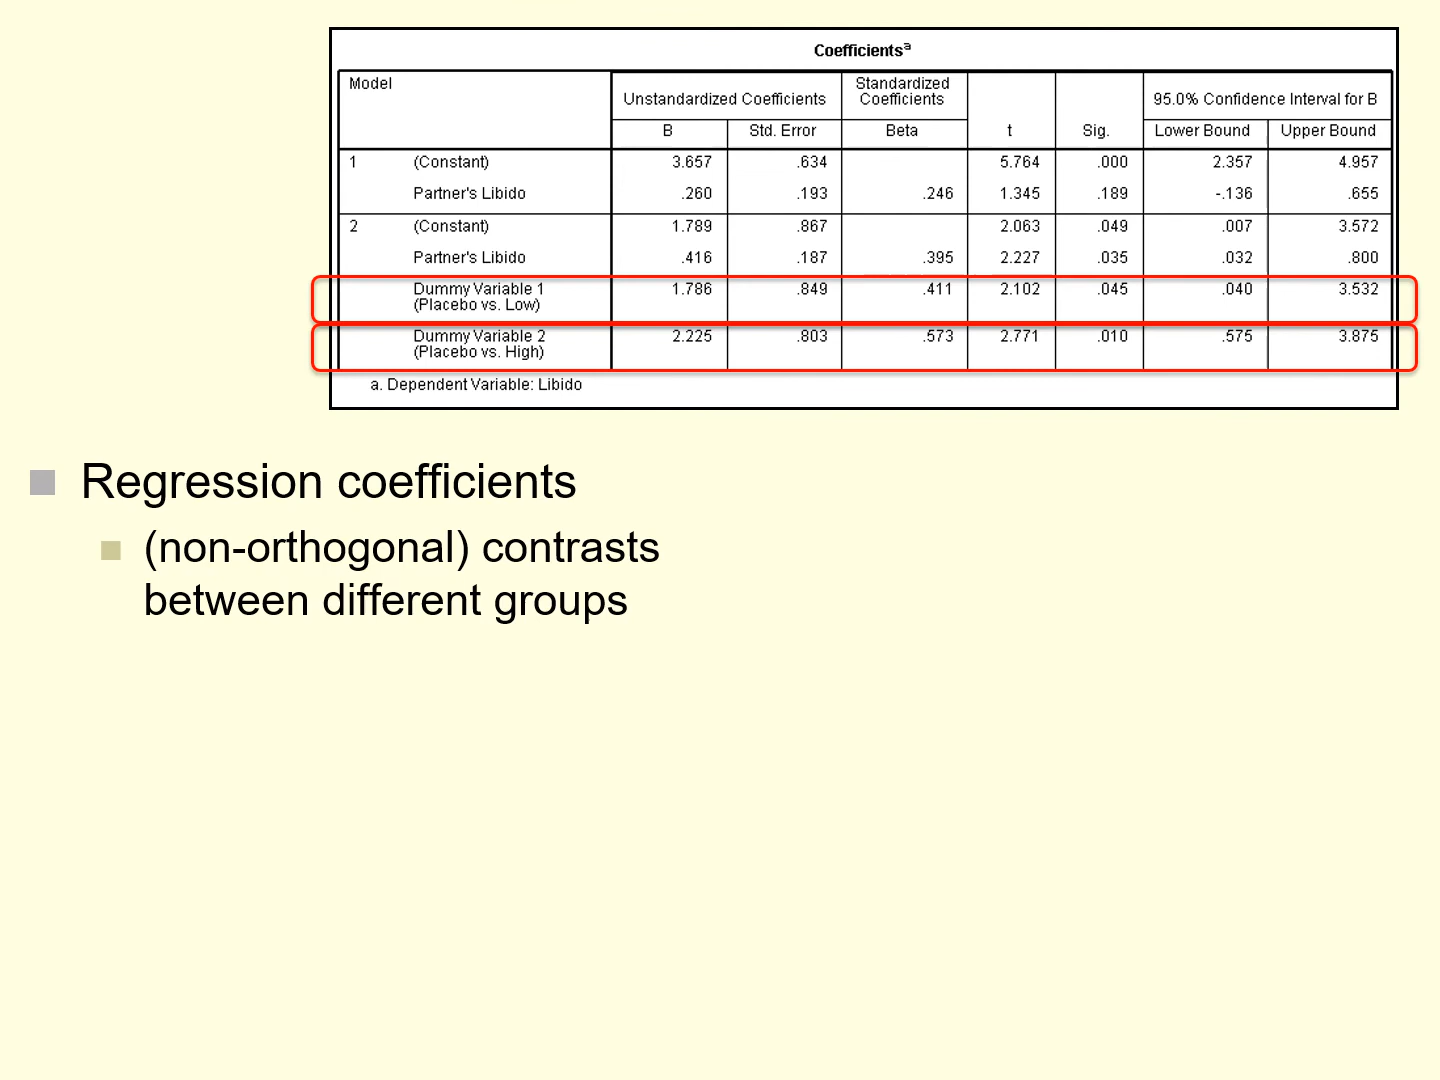 Coefficientsᵃ
Model Unstandardized Coefficients Standardized Coefficients t Sig. 95.0% Confidence Interval for B
B Std. Error Beta Lower Bound Upper Bound
1 (Constant) 3.657 .634 5.764 .000 2.357 4.957
Partner's Libido .260 .193 .246 1.345 .189 -.136 .655
2 (Constant) 1.789 .867 2.063 .049 .007 3.572
Partner's Libido .416 .187 .395 2.227 .035 .032 .800
Dummy Variable 1 1.786 .849 .411 2.102 .045 .040 3.532
(Placebo vs. Low)
Dummy Variable 2 2.225 .803 .573 2.771 .010 .575 3.875
(Placebo vs. High)
a. Dependent Variable: Libido
Regression coefficients
(non-orthogonal) contrasts
between different groups